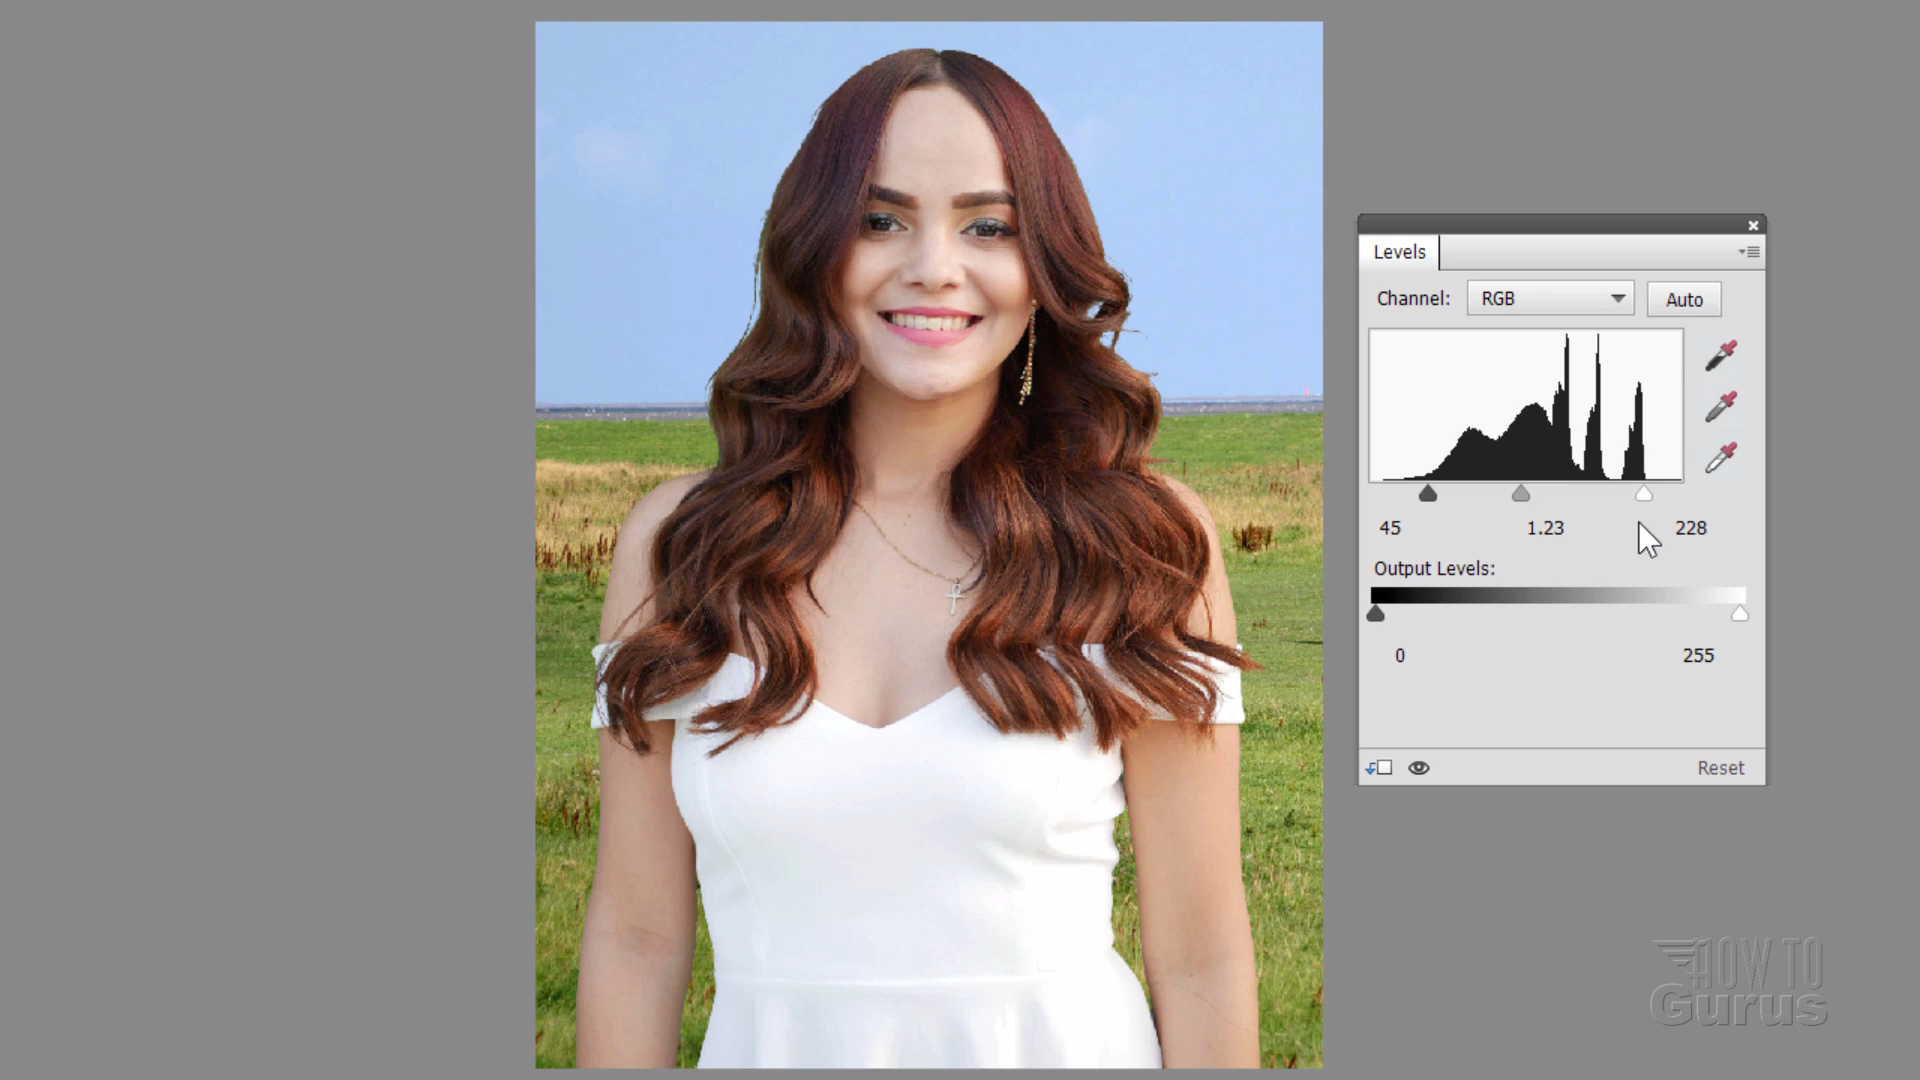 Levels
Channel: RGB Auto
45 1.23 228
Output Levels:
0 255
Reset
HOW TO
Gurus